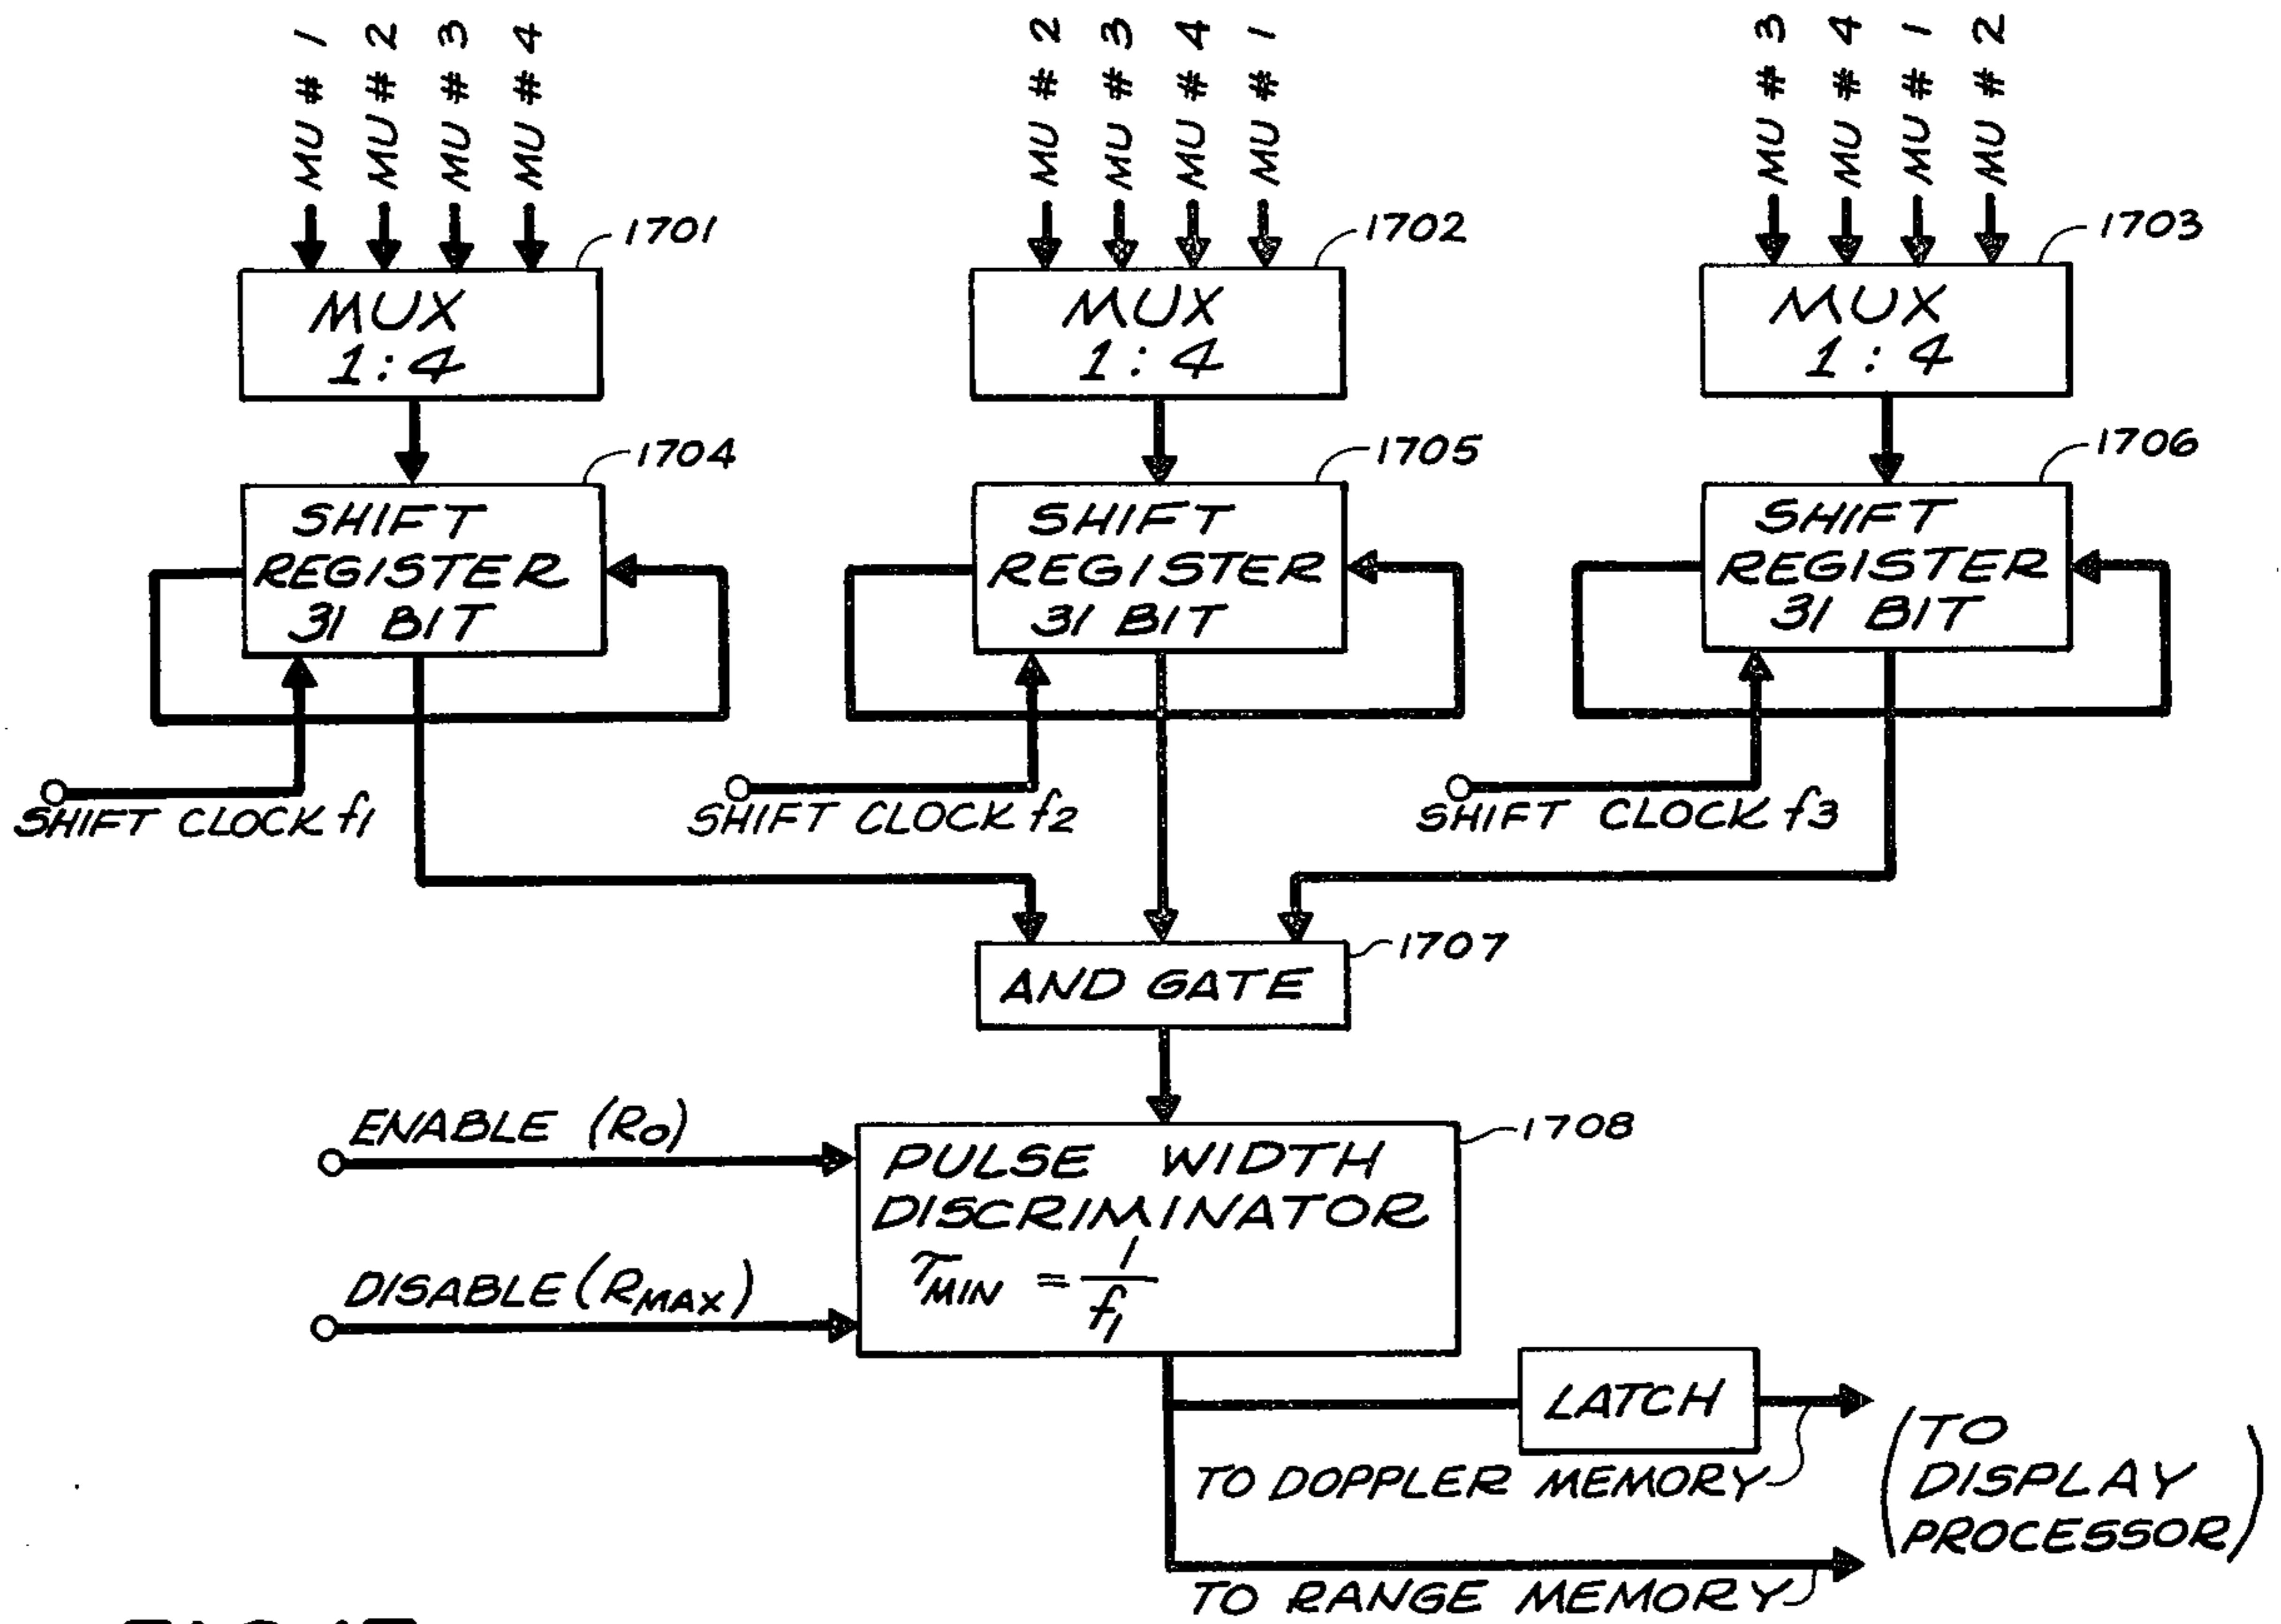 MU # 1
MU # 2
MU # 3
MU # 4
MU # 2
MU # 3
MU # 4
MU # 1
MU # 3
MU # 4
MU # 1
MU # 2
1701
1702
1703
MUX
1 : 4
MUX
1 : 4
MUX
1 : 4
1704
1705
1706
SHIFT
REGISTER
31 BIT
SHIFT
REGISTER
31 BIT
SHIFT
REGISTER
31 BIT
SHIFT CLOCK f1
SHIFT CLOCK f2
SHIFT CLOCK f3
1707
AND GATE
1708
ENABLE (RO)
DISABLE (RMAX)
PULSE WIDTH
DISCRIMINATOR
τMIN = 1/f1
LATCH
TO DOPPLER MEMORY
TO RANGE MEMORY
(TO
DISPLAY
PROCESSOR)